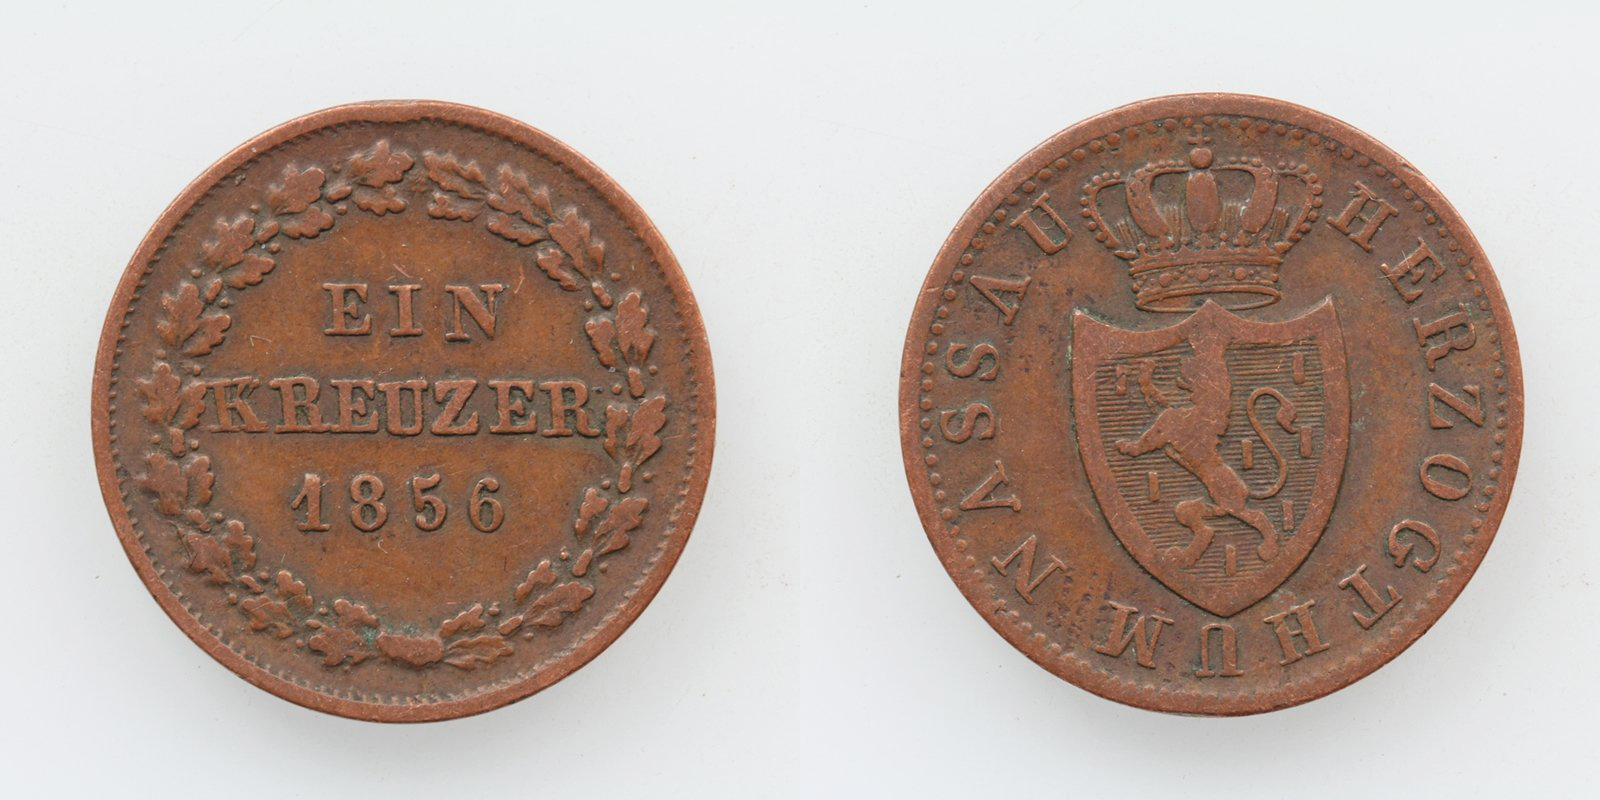 EIN
KREUZER
1856
HERZOGTHUM NASSAU